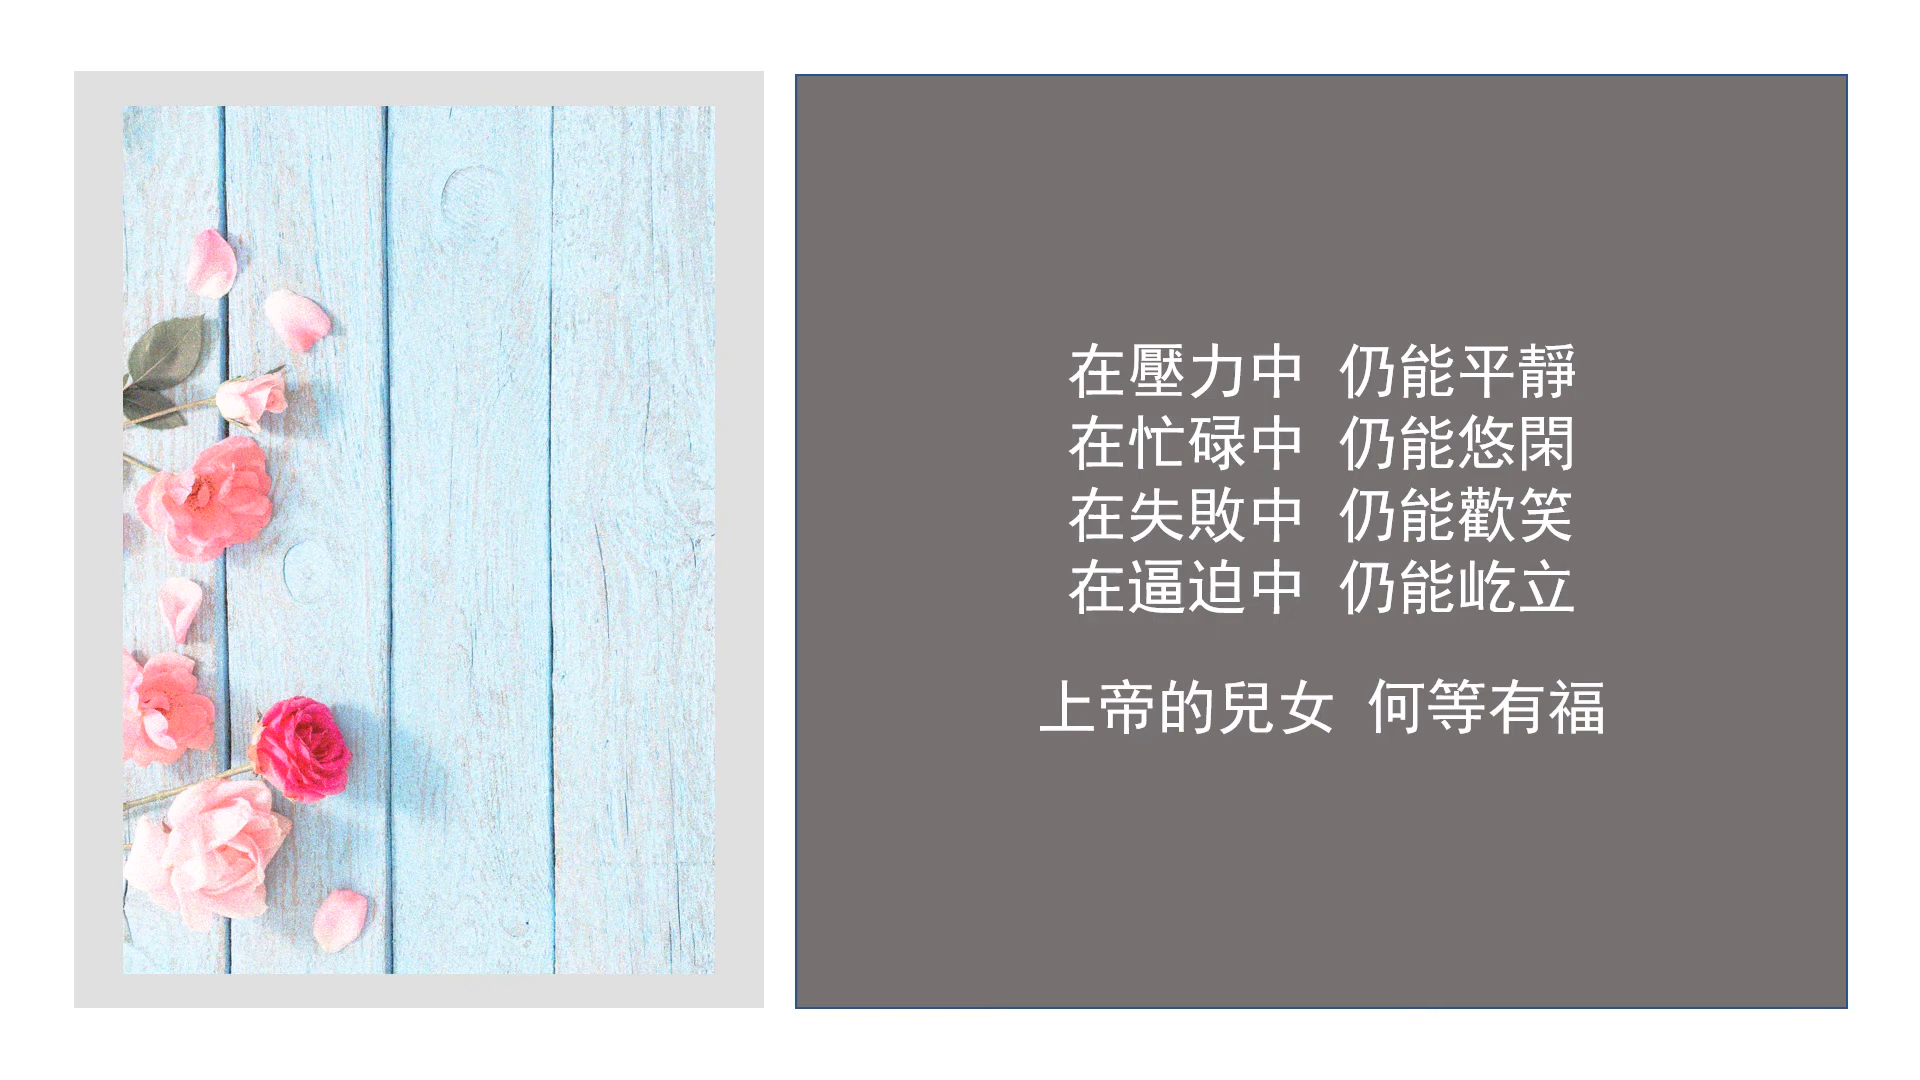 在壓力中 仍能平靜
在忙碌中 仍能悠閑
在失敗中 仍能歡笑
在逼迫中 仍能屹立
上帝的兒女 何等有福